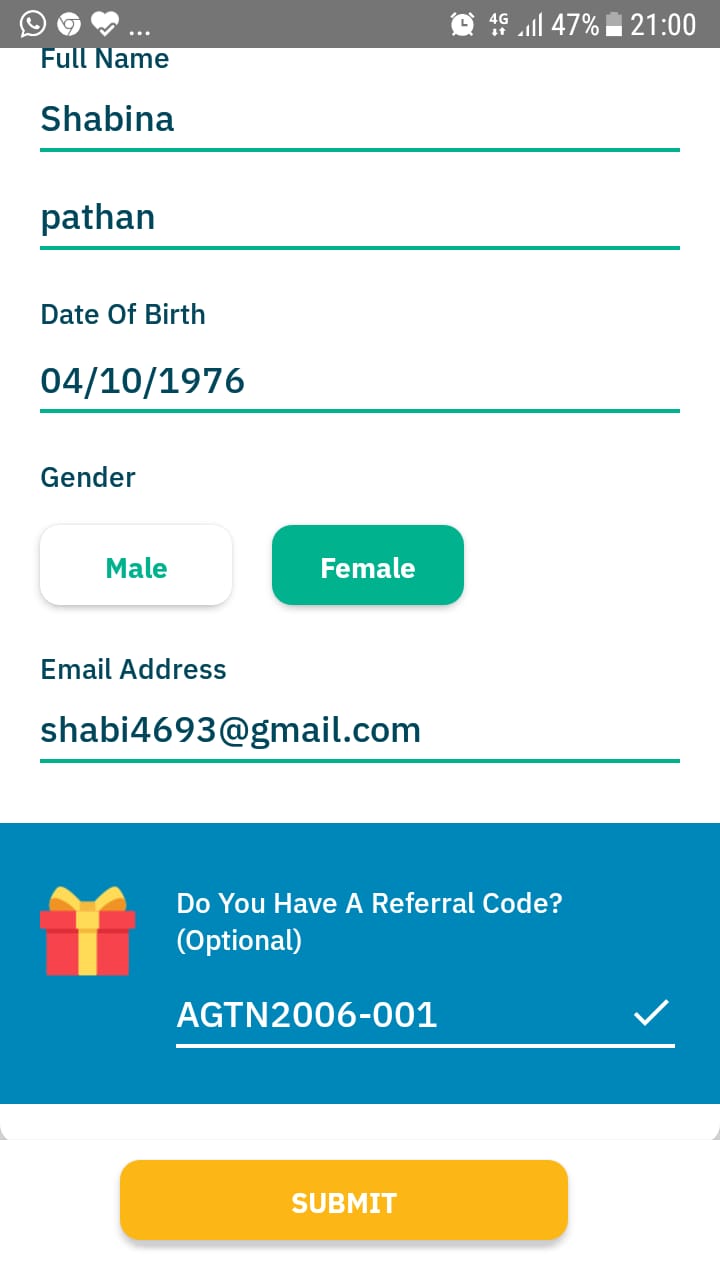 ... 4G 47% 21:00
Full Name
Shabina
pathan
Date Of Birth
04/10/1976
Gender
Male Female
Email Address
shabi4693@gmail.com
Do You Have A Referral Code?
(Optional)
AGTN2006-001
SUBMIT